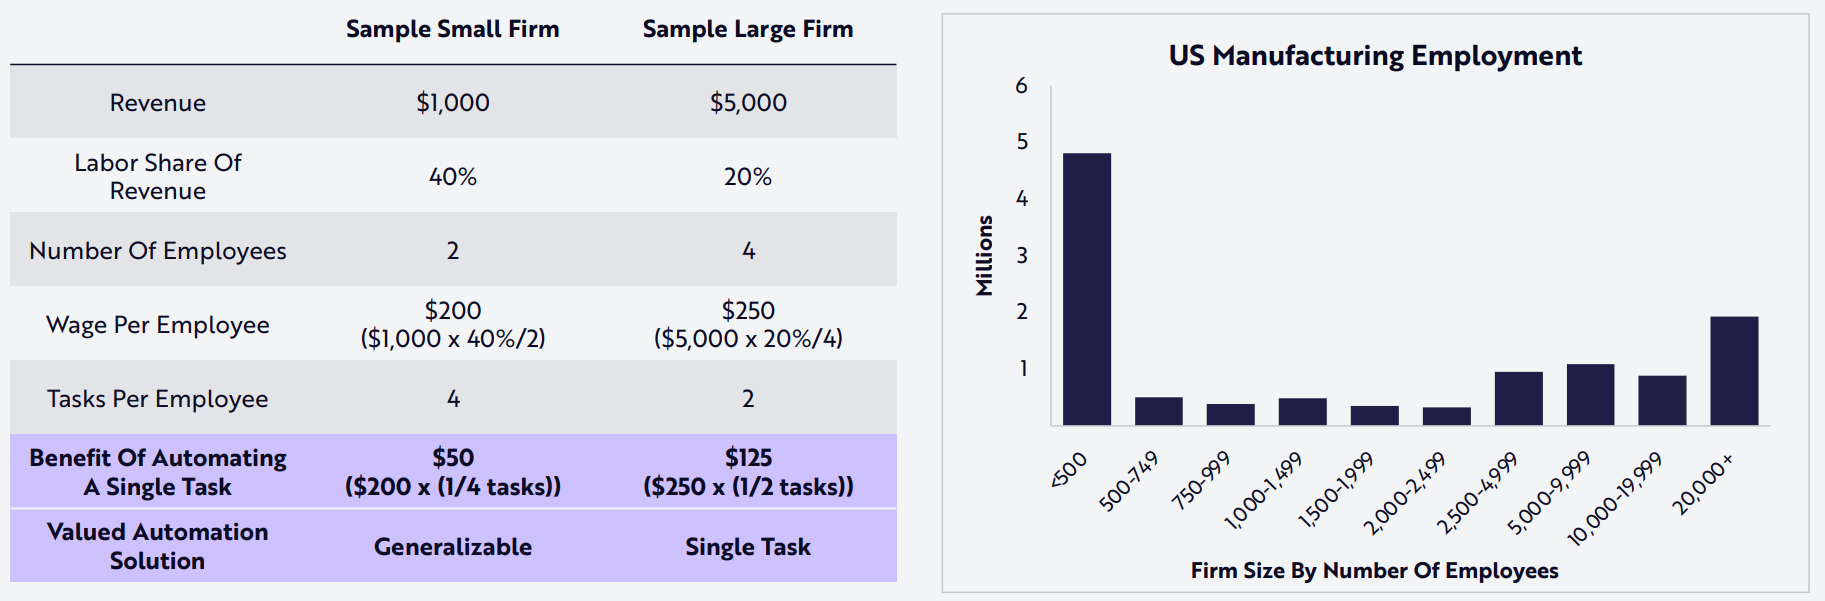 Sample Small Firm Sample Large Firm
Revenue $1,000 $5,000
Labor Share Of
Revenue
40% 20%
Number Of Employees 2 4
Wage Per Employee
$200
($1,000 x 40%/2)
$250
($5,000 x 20%/4)
Tasks Per Employee 4 2
Benefit Of Automating
A Single Task
$50
($200 x (1/4 tasks))
$125
($250 x (1/2 tasks))
Valued Automation
Solution
Generalizable Single Task
US Manufacturing Employment
Millions
6
5
4
3
2
1
<500
500-749
750-999
1,000-1,499
1,500-1,999
2,000-2,499
2,500-4,999
5,000-9,999
10,000-19,999
20,000+
Firm Size By Number Of Employees